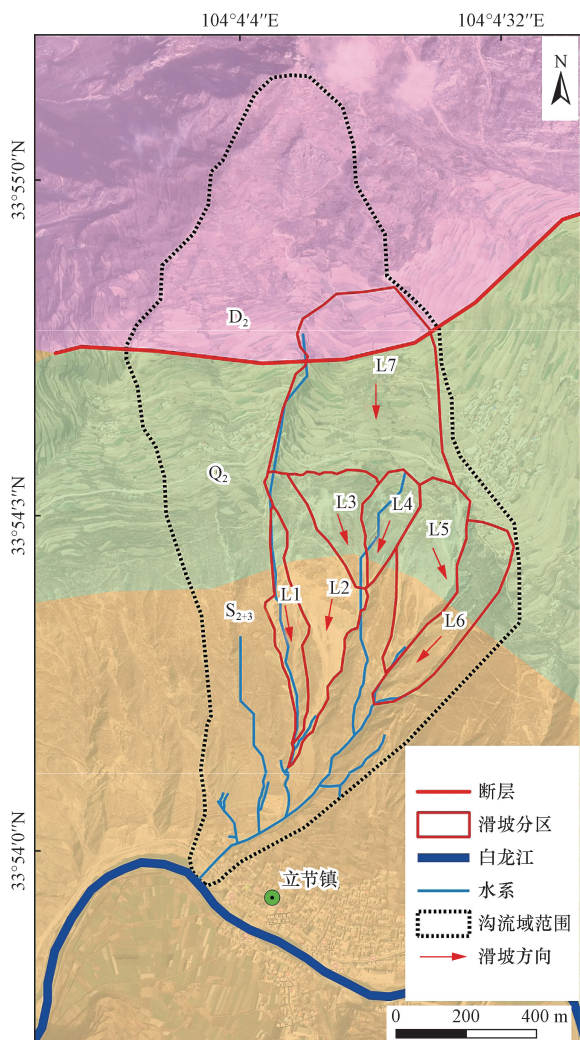 104°4′4″E
104°4′32″E
N
33°55′0″N
D₂
L7
Q₂
33°54′3″N
L3
L4
L5
L1
L2
S₂₊₃
L6
断层
滑坡分区
白龙江
水系
沟流域范围
滑坡方向
33°54′0″N
立节镇
0 200 400 m